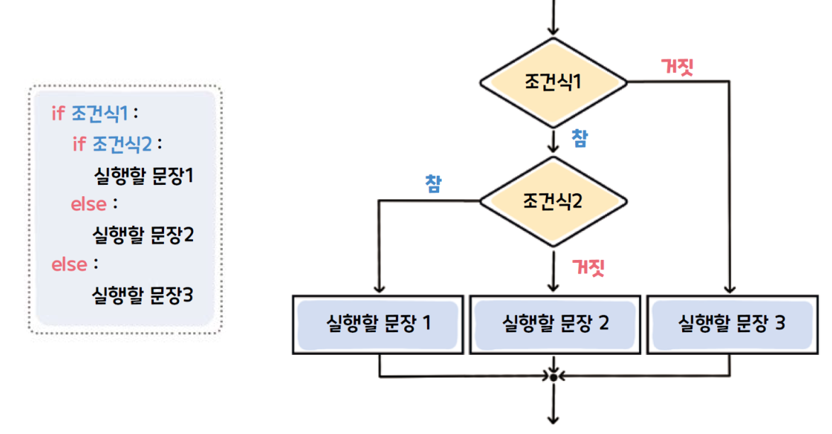 if 조건식1 :
if 조건식2 :
실행할 문장1
else :
실행할 문장2
else :
실행할 문장3
조건식1
거짓
참
조건식2
참
거짓
실행할 문장 1
실행할 문장 2
실행할 문장 3